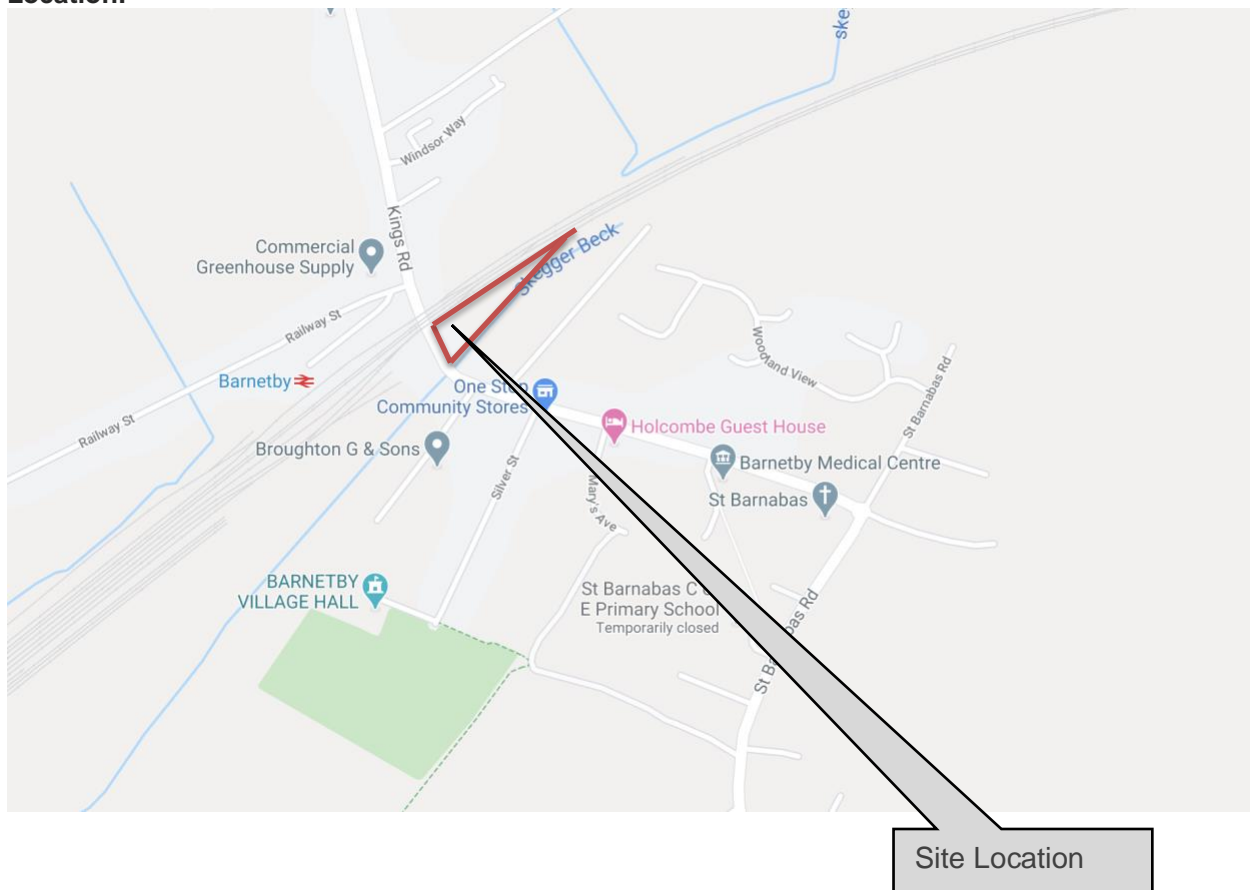 Location:
ske
Windsor Way
Kings Rd
Commercial
Greenhouse Supply
Skegger Beck
Railway St
Barnetby
Woodland View
St Barnabas Rd
One Stop
Community Stores
Railway St
Holcombe Guest House
Broughton G & Sons
Barnetby Medical Centre
Silver St
Mary's Ave
St Barnabas
BARNETBY
VILLAGE HALL
St Barnabas C
E Primary School
Temporarily closed
St Ba bas Rd
Site Location